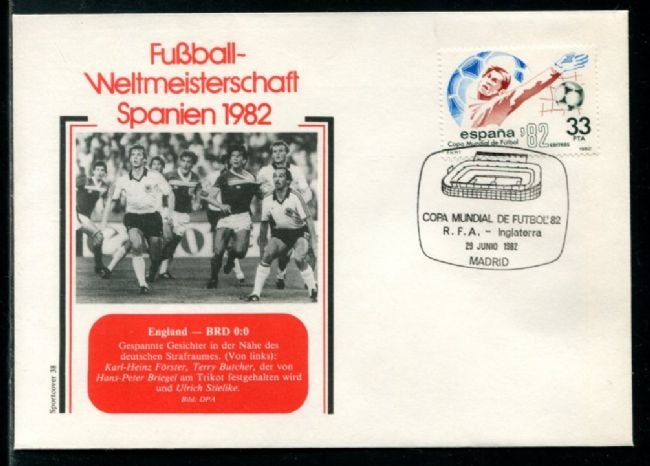 Fußball-
Weltmeisterschaft
Spanien 1982
England — BRD 0:0
Gespannte Gesichter in der Nähe des
deutschen Strafraumes. (Von links):
Karl-Heinz Förster, Terry Butcher, der von
Hans-Peter Briegel am Trikot festgehalten wird
und Ulrich Stielike.
Bild: DPA
Sportcover 38
españa '82
33
PTA
Copa Mundial de Fútbol
1982
COPA MUNDIAL DE FUTBOL'82
R.F.A. - Inglaterra
29 JUNIO 1982
MADRID